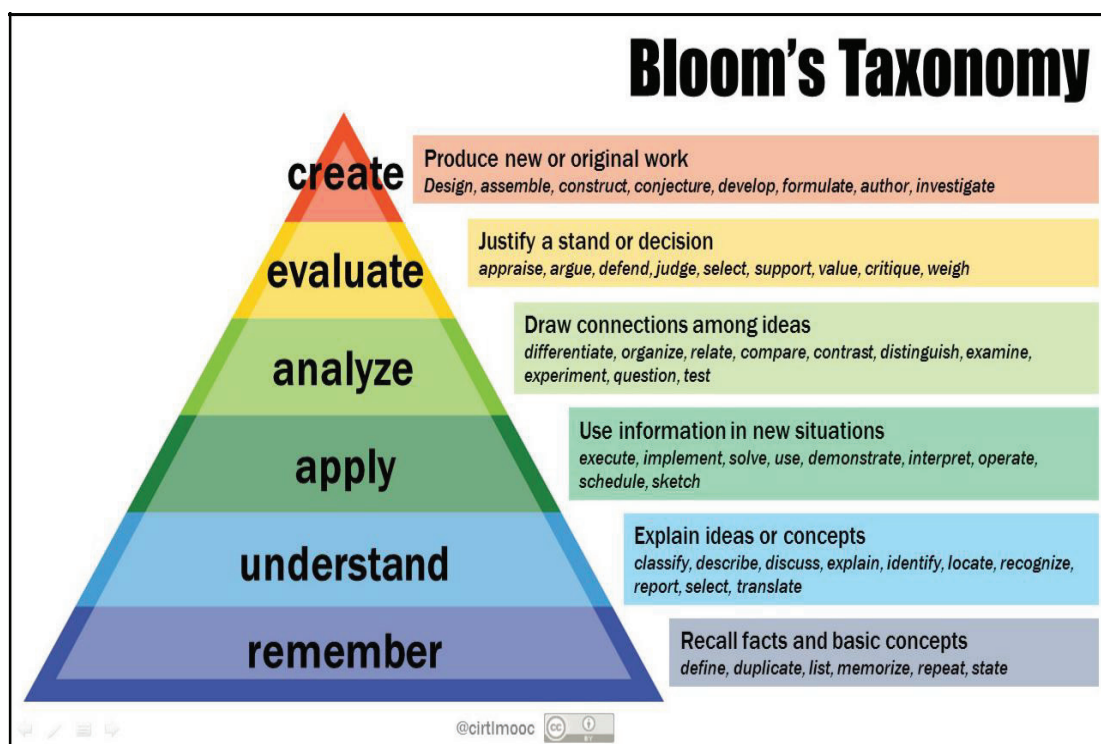 Bloom's Taxonomy
create
Produce new or original work
Design, assemble, construct, conjecture, develop, formulate, author, investigate
evaluate
Justify a stand or decision
appraise, argue, defend, judge, select, support, value, critique, weigh
analyze
Draw connections among ideas
differentiate, organize, relate, compare, contrast, distinguish, examine,
experiment, question, test
apply
Use information in new situations
execute, implement, solve, use, demonstrate, interpret, operate,
schedule, sketch
understand
Explain ideas or concepts
classify, describe, discuss, explain, identify, locate, recognize,
report, select, translate
remember
Recall facts and basic concepts
define, duplicate, list, memorize, repeat, state
@cirtlmooc
cc
BY